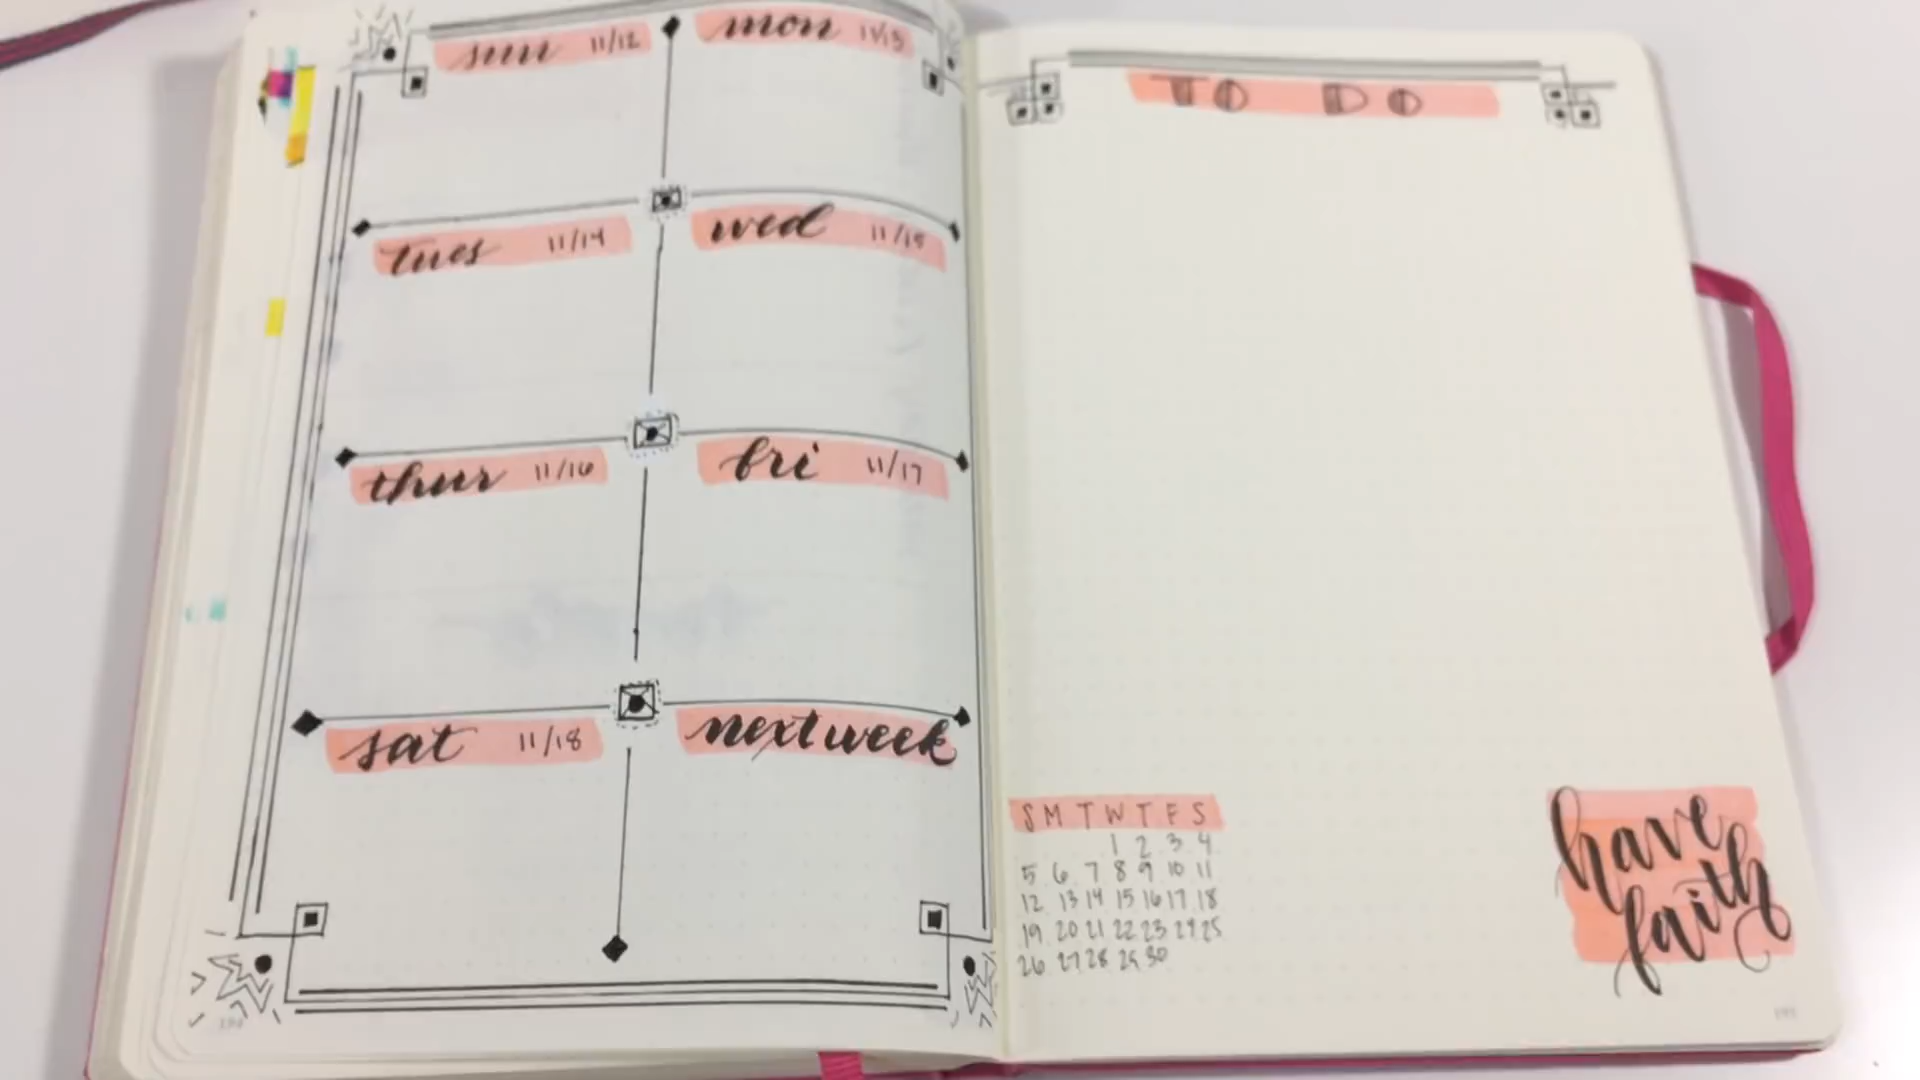 sun 11/12
mon 11/13
tues 11/14
wed 11/15
thur 11/16
fri 11/17
sat 11/18
next week
TO DO
S M T W T F S
1 2 3 4
5 6 7 8 9 10 11
12 13 14 15 16 17 18
19 20 21 22 23 24 25
26 27 28 29 30
have
faith